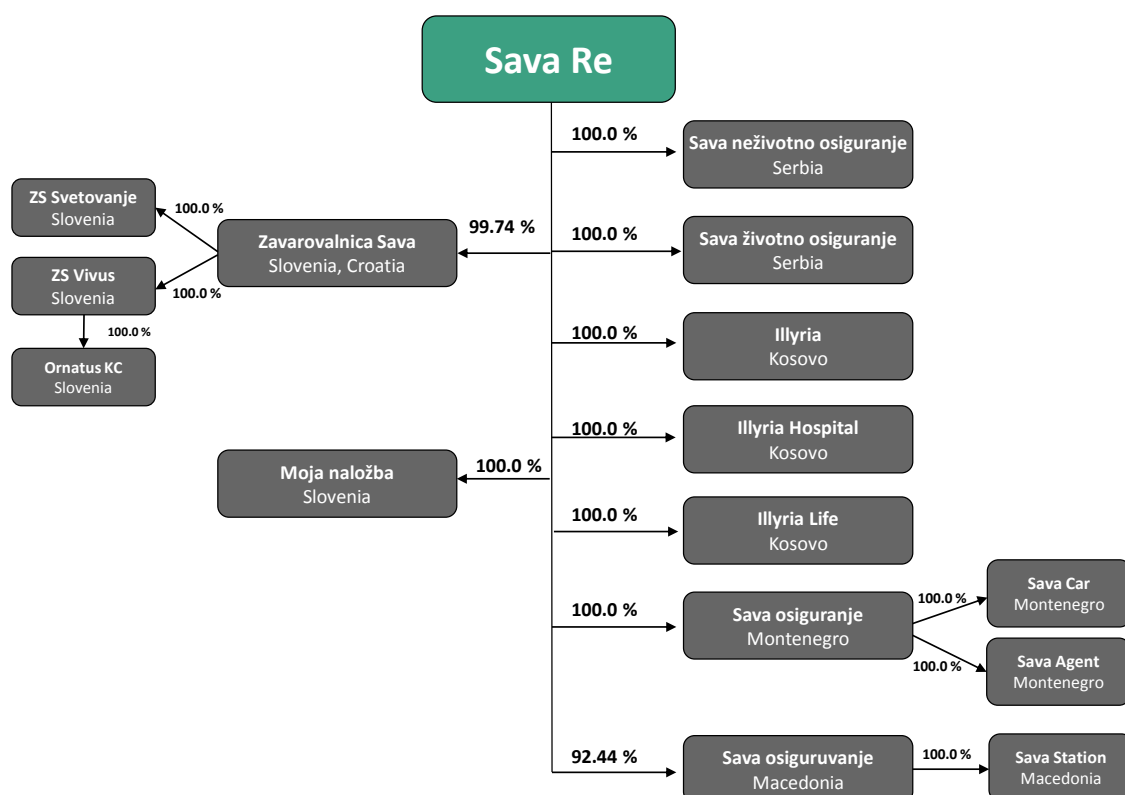 Sava Re
100.0 %
Sava neživotno osiguranje
Serbia
ZS Svetovanje
Slovenia
100.0 %
99.74 %
Zavarovalnica Sava
Slovenia, Croatia
100.0 %
Sava životno osiguranje
Serbia
ZS Vivus
Slovenia
100.0 %
100.0 %
Ornatus KC
Slovenia
100.0 %
Illyria
Kosovo
100.0 %
Illyria Hospital
Kosovo
100.0 %
Moja naložba
Slovenia
100.0 %
Illyria Life
Kosovo
100.0 %
Sava osiguranje
Montenegro
100.0 %
Sava Car
Montenegro
100.0 %
Sava Agent
Montenegro
92.44 %
Sava osiguruvanje
Macedonia
100.0 %
Sava Station
Macedonia